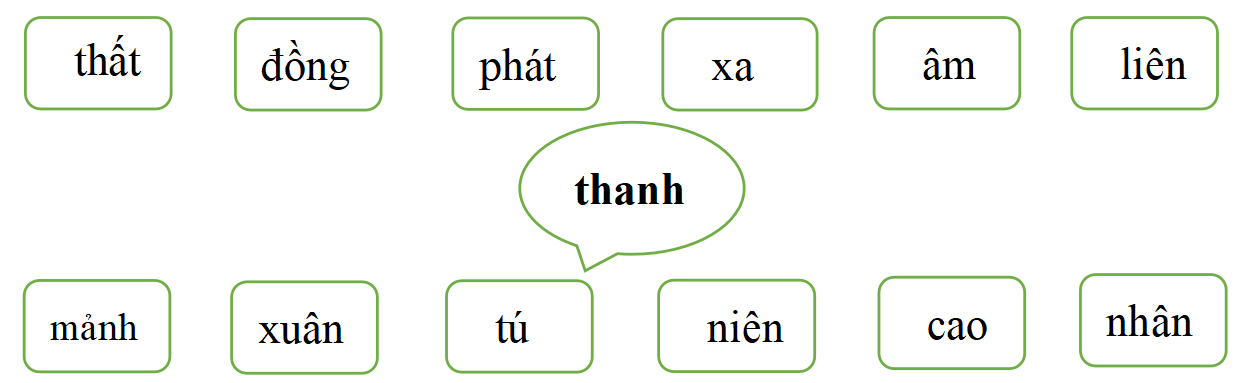 thất đồng phát xa âm liên
thanh
mảnh xuân tú niên cao nhân